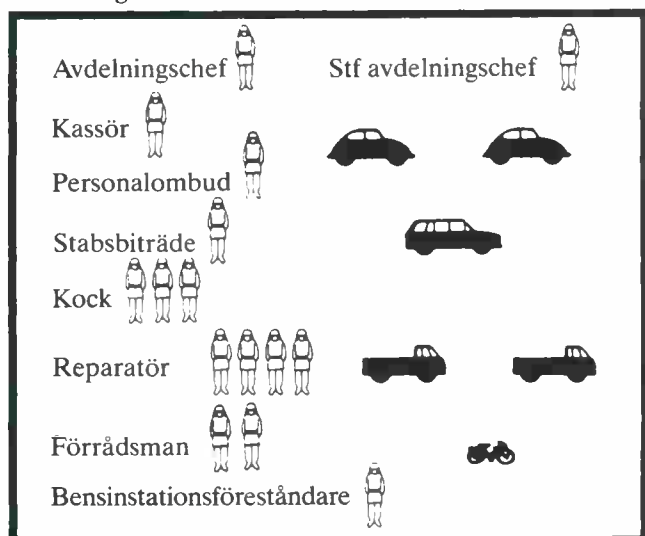 Avdelningschef Stf avdelningschef
Kassör
Personalombud
Stabsbiträde
Kock
Reparatör
Förrådsman
Bensinstationsföreståndare